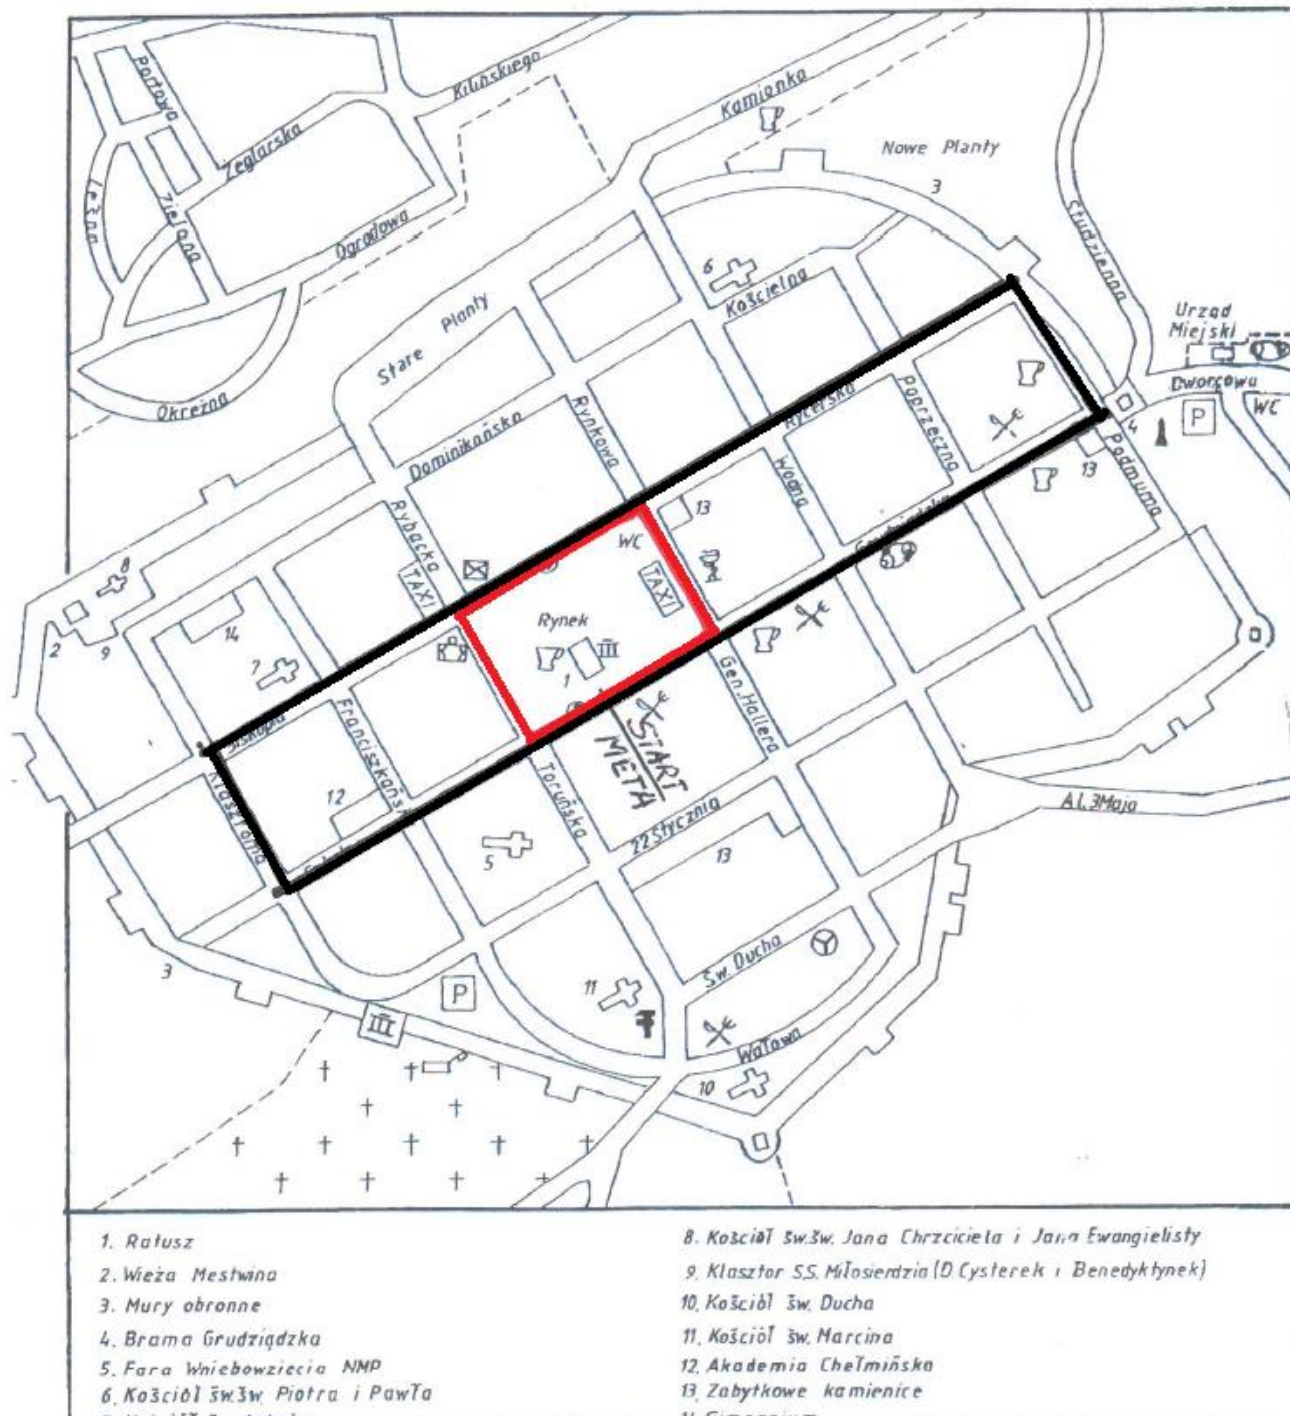 Portowa
Kilińskiego
Kamionka
Żeglarska
Nowe Planty
3
Leśna
Zielona
Ogrodowa
Studzienna
6
Kościelna
Stare Planty
Urząd
Miejski
Okrężna
Dworcowa
WC
P
Rycerska
Poprzeczna
Dominikańska
Rynkowa
4
13
Podmurna
Wodna
Rybacka
13
WC
TAXI
TAXI
8
Rynek
14
2
9
7
1
Gen. Hallera
Biskupia
Franciszkańska
START
META
Klasztorna
12
Toruńska
Al. 3 Maja
22 Stycznia
5
13
Św. Ducha
3
P
11
Wałowa
10
1. Ratusz
2. Wieża Mestwina
3. Mury obronne
4. Brama Grudziądzka
5. Fara Wniebowziecia NMP
6. Kościół św.św. Piotra i Pawła
8. Kościół św.św. Jana Chrzciciela i Jana Ewangielisty
9. Klasztor S.S. Miłosierdzia (D. Cysterek i Benedyktynek)
10. Kościół św. Ducha
11. Kościół św. Marcina
12. Akademia Chełmińska
13. Zabytkowe kamienice